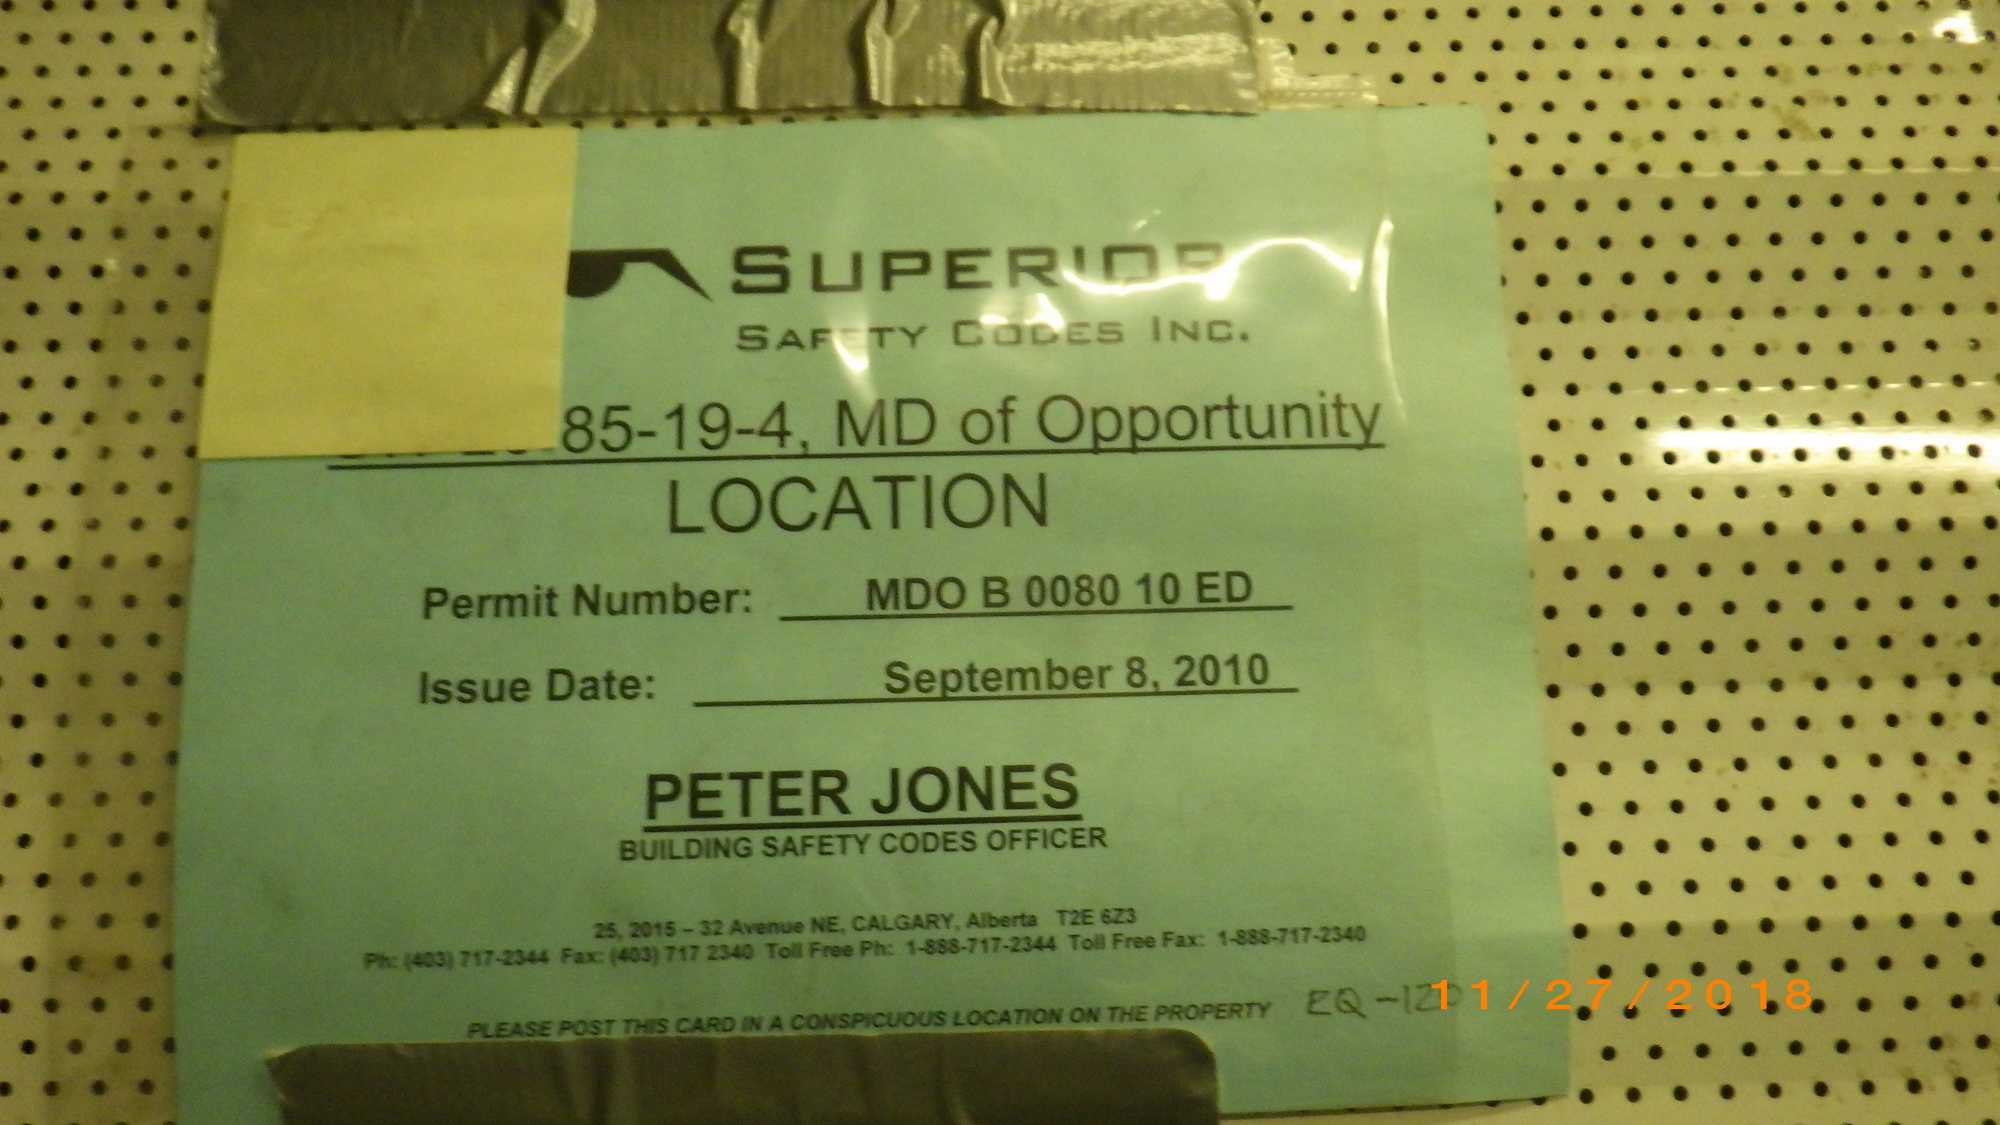 SUPERIOR
SAFETY CODES INC.
85-19-4, MD of Opportunity
LOCATION
Permit Number: MDO B 0080 10 ED
Issue Date: September 8, 2010
PETER JONES
BUILDING SAFETY CODES OFFICER
25, 2015 – 32 Avenue NE, CALGARY, Alberta T2E 6Z3
Ph: (403) 717-2344 Fax: (403) 717 2340 Toll Free Ph: 1-888-717-2344 Toll Free Fax: 1-888-717-2340
PLEASE POST THIS CARD IN A CONSPICUOUS LOCATION ON THE PROPERTY
11/27/2018